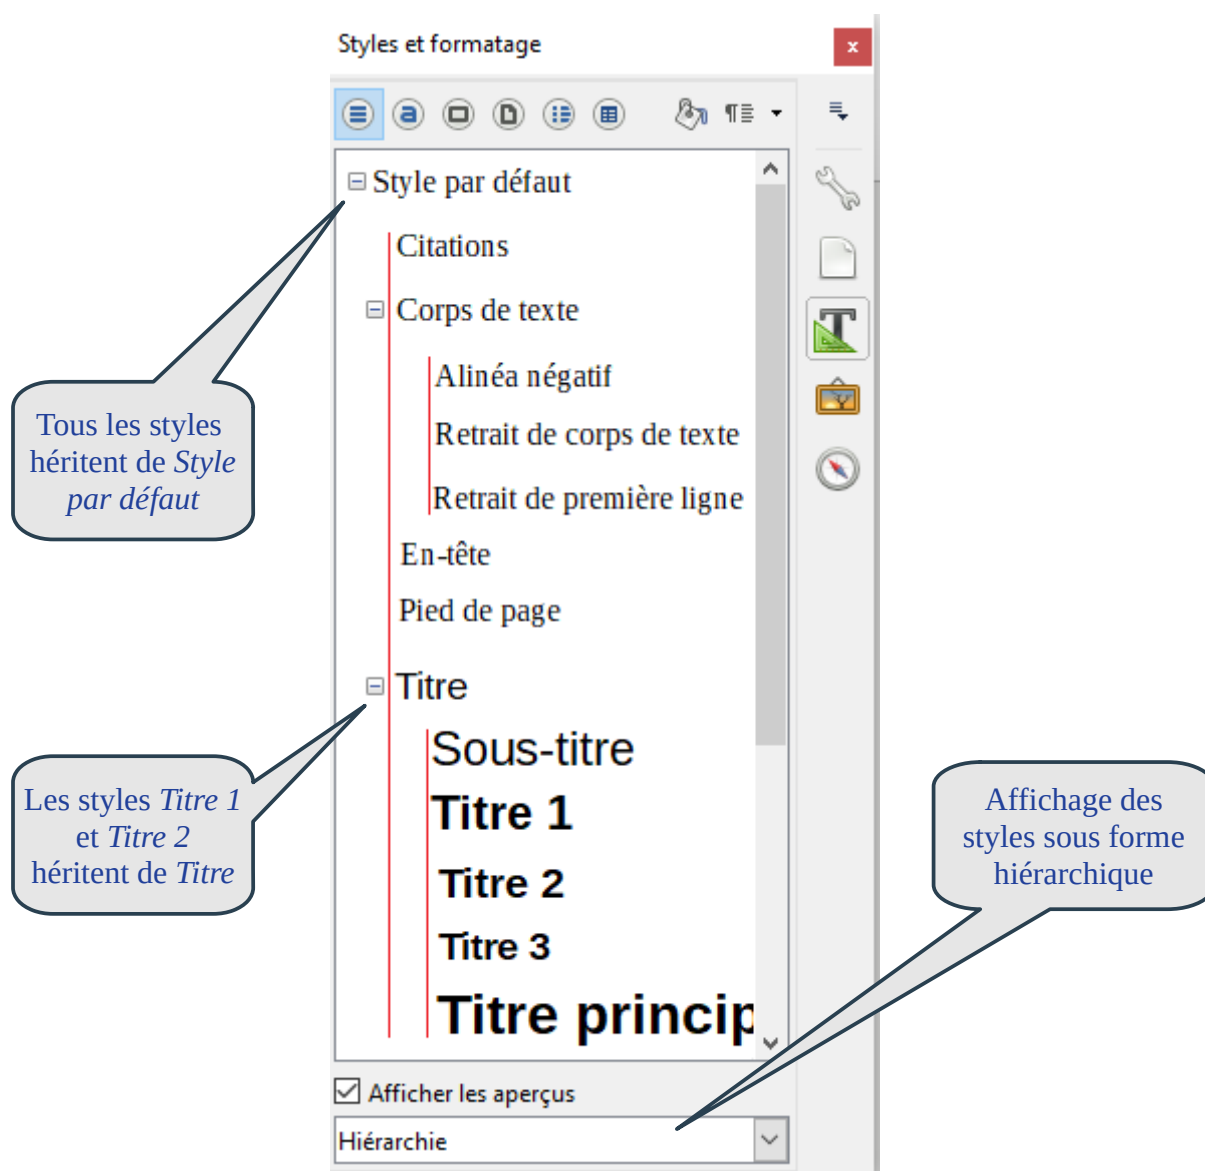 Styles et formatage
Style par défaut
Citations
Corps de texte
Alinéa négatif
Retrait de corps de texte
Retrait de première ligne
En-tête
Pied de page
Titre
Sous-titre
Titre 1
Titre 2
Titre 3
Titre princip
Afficher les aperçus
Hiérarchie
Tous les styles
héritent de Style
par défaut
Les styles Titre 1
et Titre 2
héritent de Titre
Affichage des
styles sous forme
hiérarchique